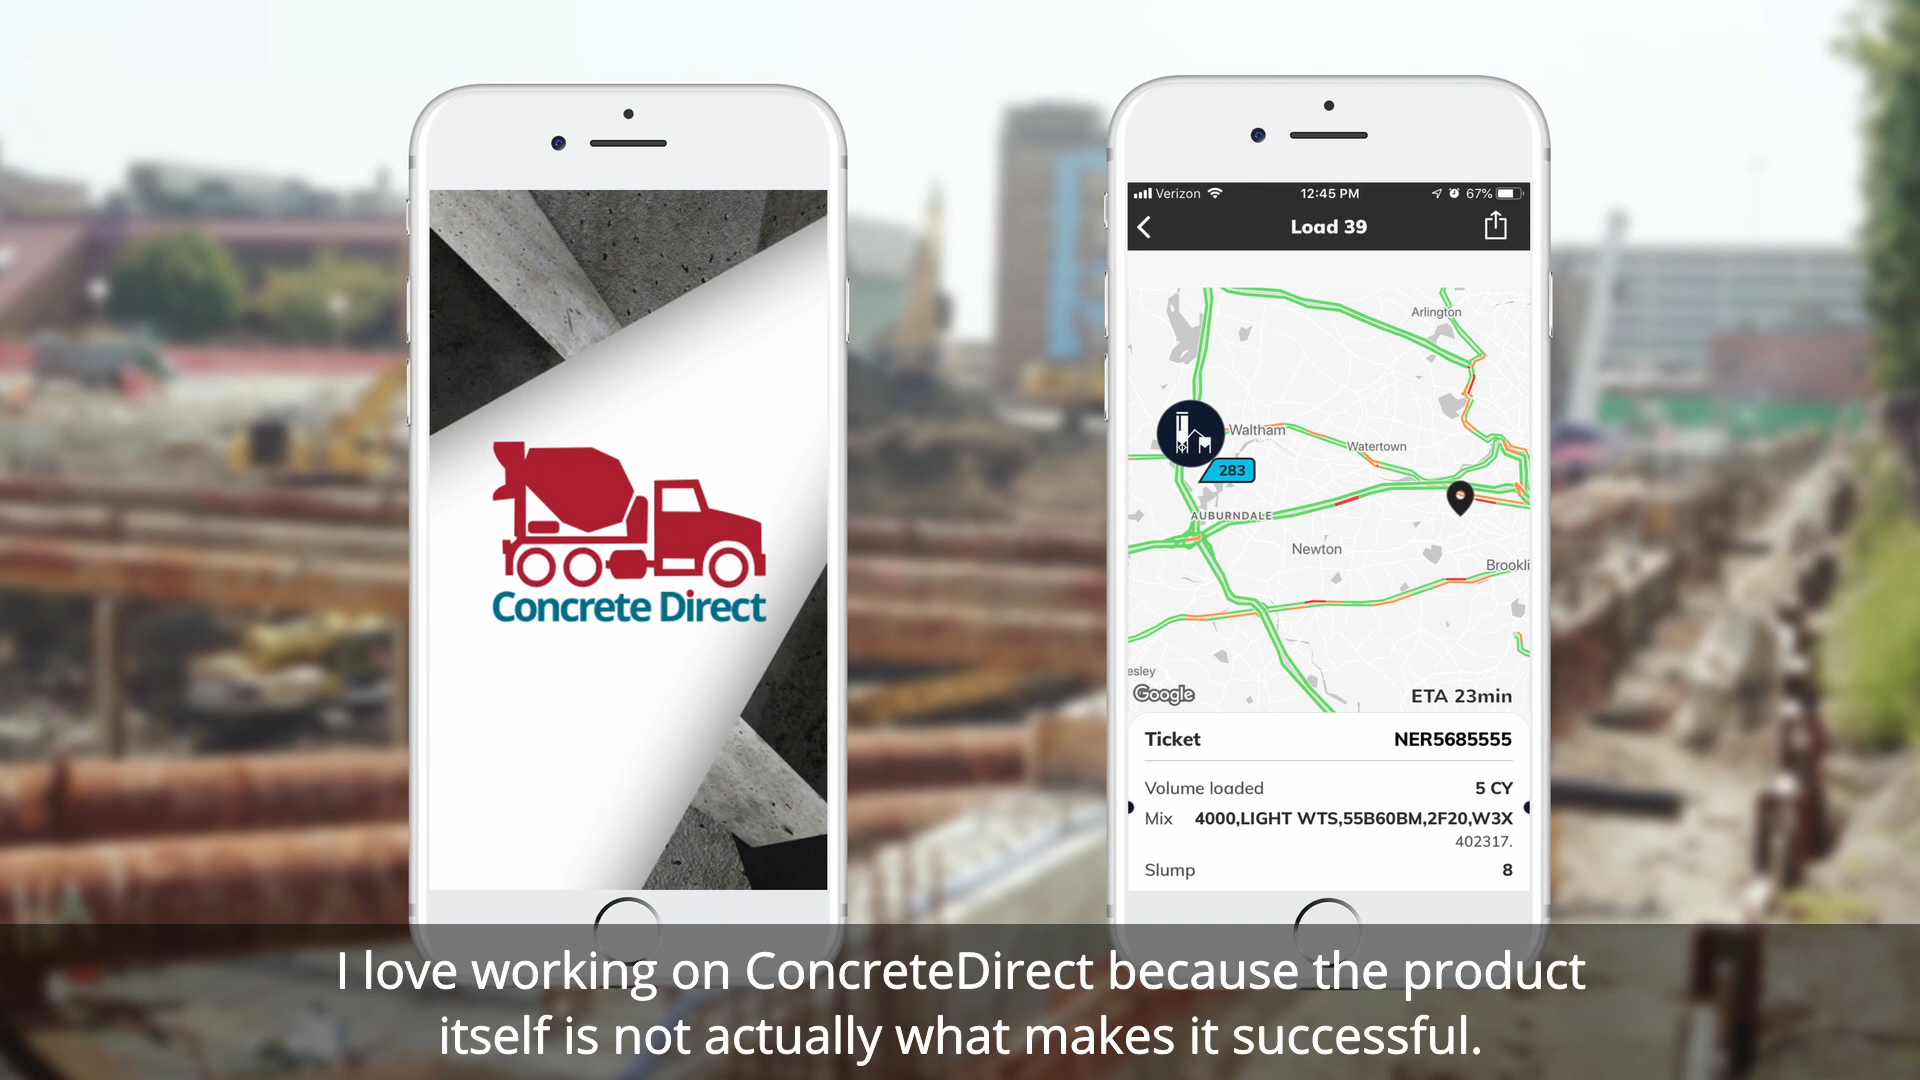 Concrete Direct
Verizon 12:45 PM 67%
Load 39
Arlington
Waltham
Watertown
283
AUBURNDALE
Newton
Brookli
esley
Google
ETA 23min
Ticket NER5685555
Volume loaded 5 CY
Mix 4000,LIGHT WTS,55B60BM,2F20,W3X
402317.
Slump 8
I love working on ConcreteDirect because the product
itself is not actually what makes it successful.